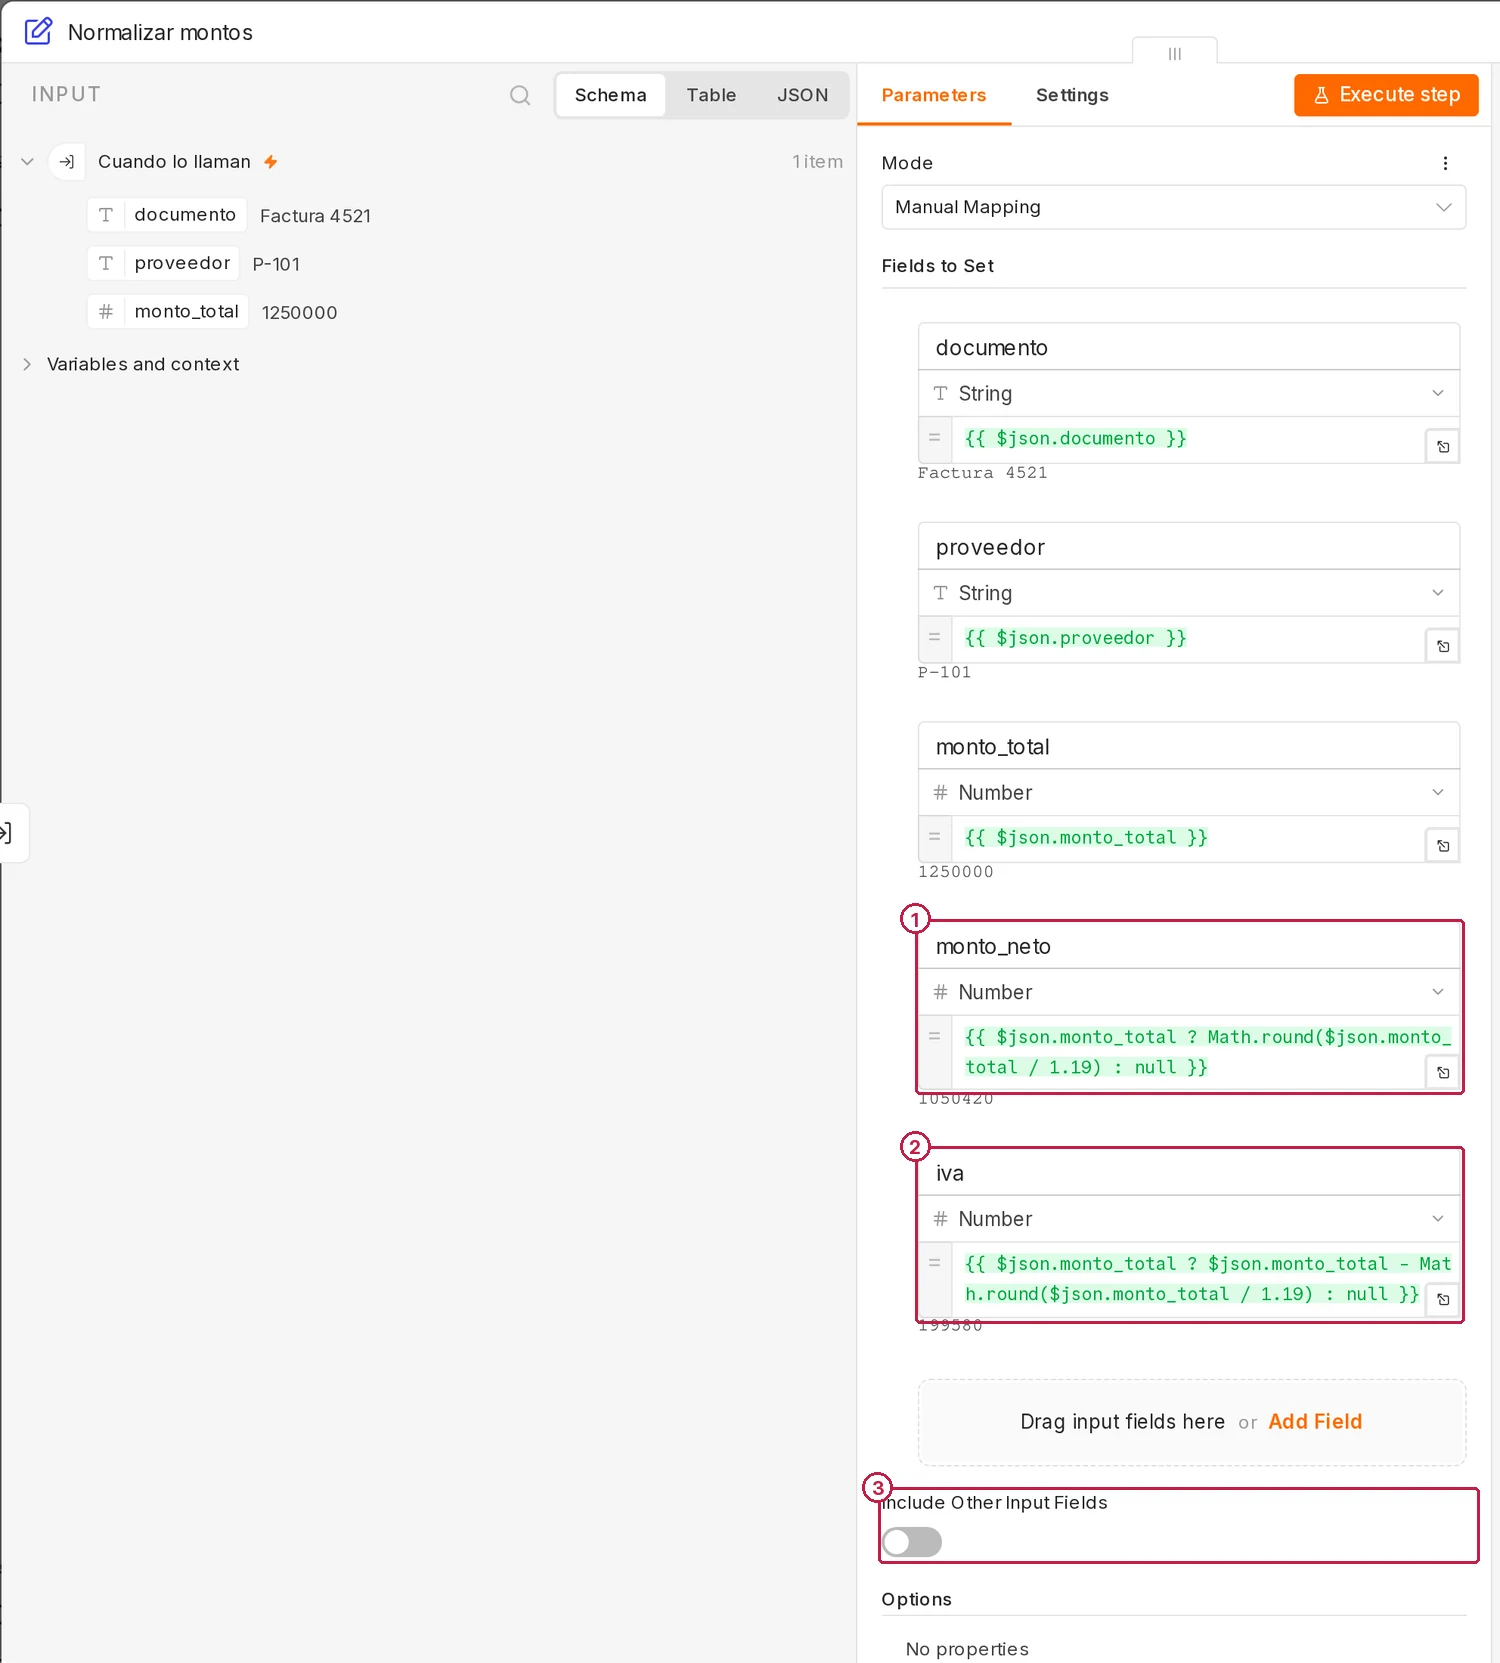 Normalizar montos
INPUT
Schema Table JSON
Cuando lo llaman
1 item
T documento Factura 4521
T proveedor P-101
# monto_total 1250000
Variables and context
Parameters Settings
Execute step
Mode
Manual Mapping
Fields to Set
documento
T String
= {{ $json.documento }}
Factura 4521
proveedor
T String
= {{ $json.proveedor }}
P-101
monto_total
# Number
= {{ $json.monto_total }}
1250000
1
monto_neto
# Number
= {{ $json.monto_total ? Math.round($json.monto_
total / 1.19) : null }}
1050420
2
iva
# Number
= {{ $json.monto_total ? $json.monto_total - Mat
h.round($json.monto_total / 1.19) : null }}
199580
Drag input fields here or Add Field
3
Include Other Input Fields
Options
No properties